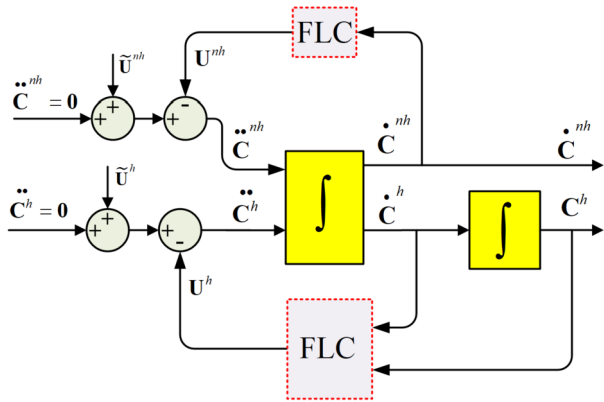 FLC
U^nh
Ũ^nh
C̈^nh = 0
+ + -
C̈^nh
Ċ^nh
Ċ^nh
∫
Ũ^h
C̈^h = 0
+ + + -
C̈^h
Ċ^h
∫
C^h
U^h
FLC